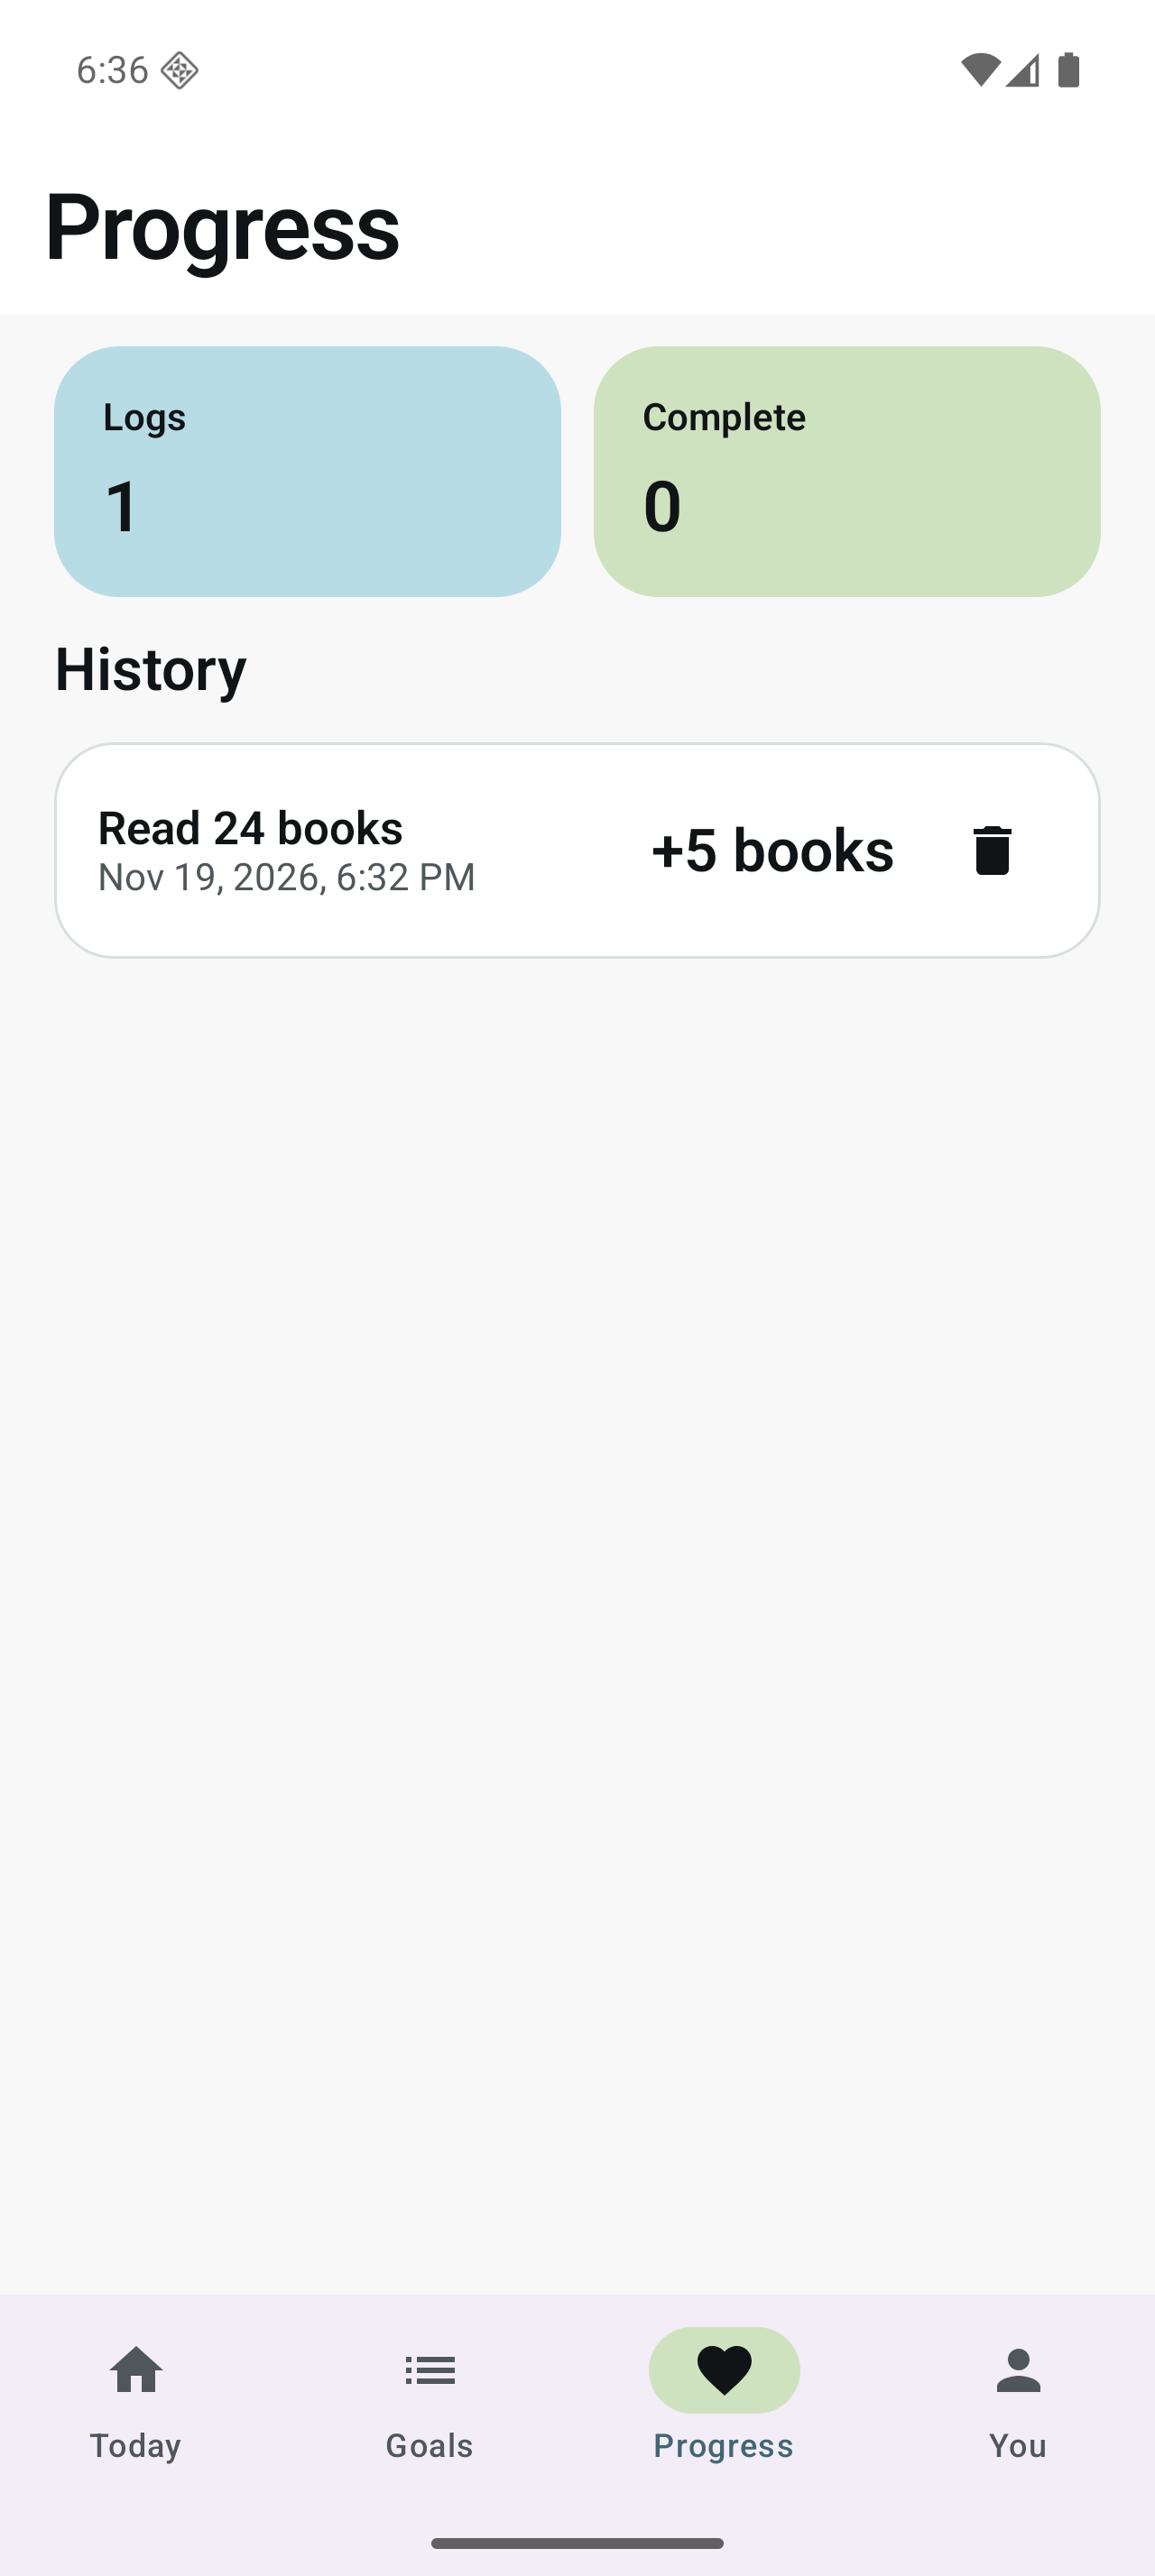 6:36
Progress
Logs
1
Complete
0
History
Read 24 books
Nov 19, 2026, 6:32 PM
+5 books
Today
Goals
Progress
You